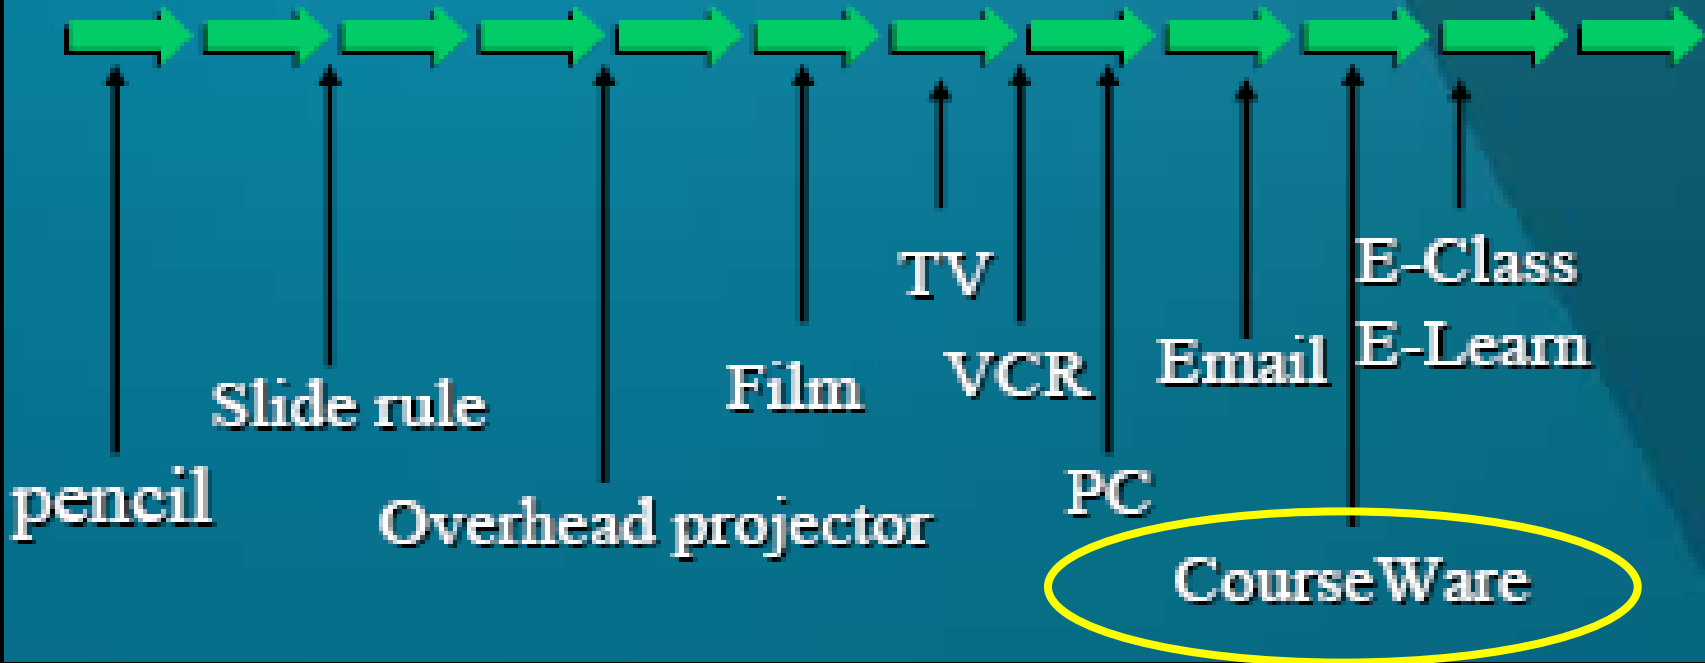 TV
E-Class
VCR
Email
E-Learn
Film
Slide rule
pencil
PC
Overhead projector
CourseWare